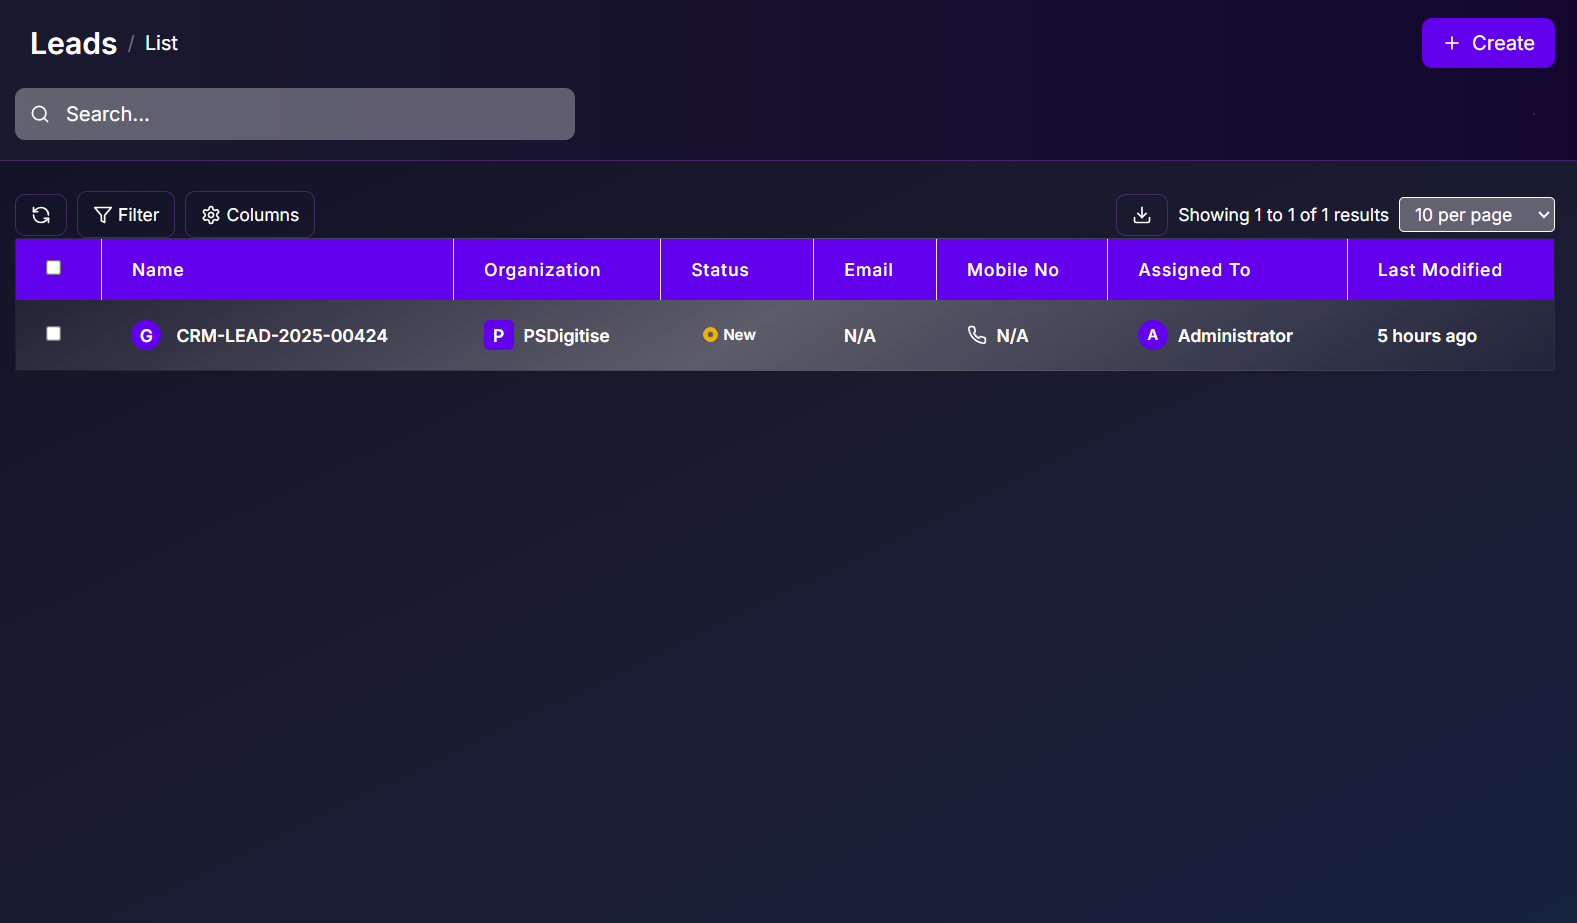 Leads / List
+ Create
Search...
Filter
Columns
Showing 1 to 1 of 1 results
10 per page
Name Organization Status Email Mobile No Assigned To Last Modified
G CRM-LEAD-2025-00424 P PSDigitise New N/A N/A A Administrator 5 hours ago